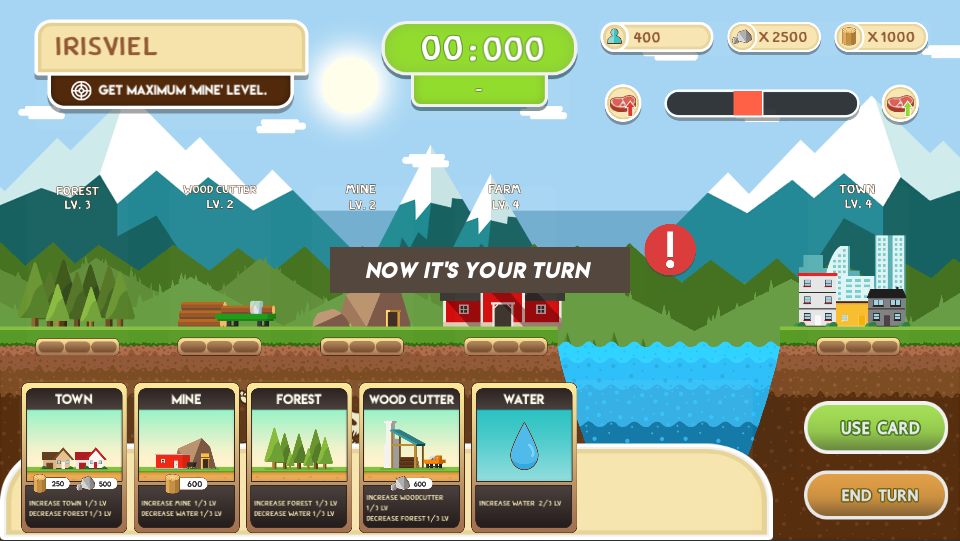 IRISVIEL
GET MAXIMUM 'MINE' LEVEL.
00:000
-
400
X 2500
X 1000
FOREST
LV. 3
WOOD CUTTER
LV. 2
MINE
LV. 2
FARM
LV. 4
TOWN
LV. 4
NOW IT'S YOUR TURN
!
TOWN
250
500
INCREASE TOWN 1/3 LV
DECREASE FOREST 1/3 LV
MINE
600
INCREASE MINE 1/3 LV
DECREASE WATER 1/3 LV
FOREST
INCREASE FOREST 1/3 LV
DECREASE WATER 1/3 LV
WOOD CUTTER
600
INCREASE WOODCUTTER
1/3 LV
DECREASE FOREST 1/3 LV
WATER
INCREASE WATER 2/3 LV
USE CARD
END TURN